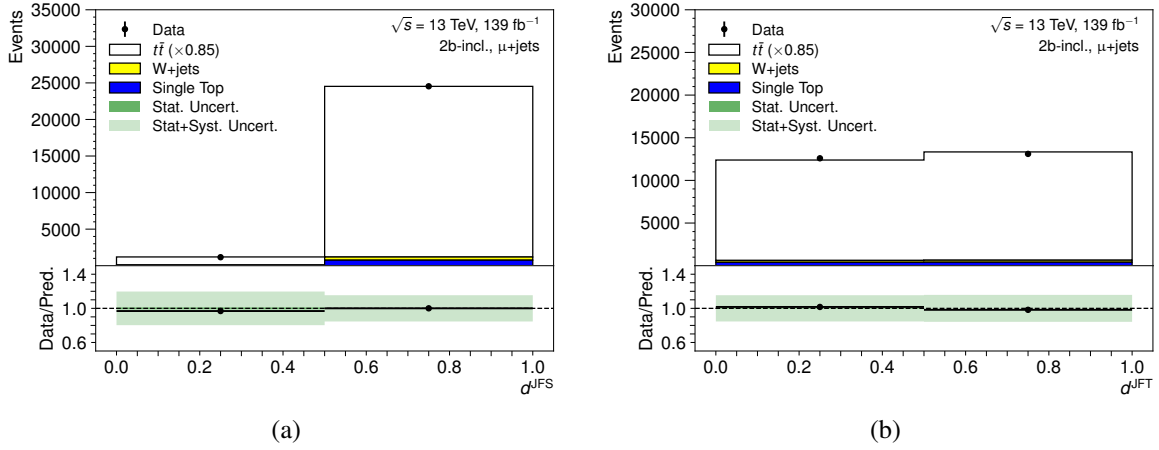 35000
30000
25000
20000
15000
10000
5000
Events
Data
tt̄ (×0.85)
W+jets
Single Top
Stat. Uncert.
Stat+Syst. Uncert.
√s = 13 TeV, 139 fb⁻¹
2b-incl., μ+jets
1.4
1.0
0.6
Data/Pred.
0.0 0.2 0.4 0.6 0.8 1.0
d^JFS
(a)
30000
25000
20000
15000
10000
5000
Events
Data
tt̄ (×0.85)
W+jets
Single Top
Stat. Uncert.
Stat+Syst. Uncert.
√s = 13 TeV, 139 fb⁻¹
2b-incl., μ+jets
1.4
1.0
0.6
Data/Pred.
0.0 0.2 0.4 0.6 0.8 1.0
d^JFT
(b)